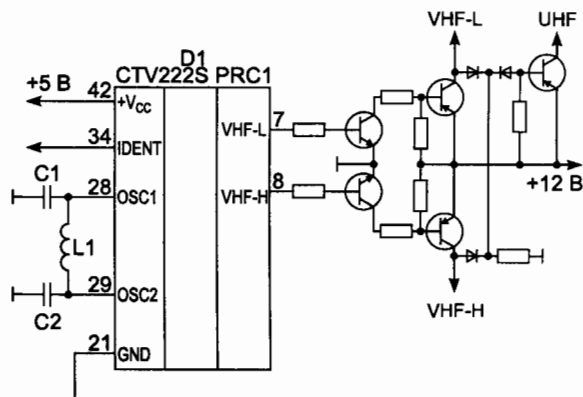 VHF-L
UHF
D1
CTV222S PRC1
+5 В
42
+Vcc
34
IDENT
VHF-L
7
C1
28
OSC1
VHF-H
8
+12 В
L1
29
OSC2
C2
21
GND
VHF-H